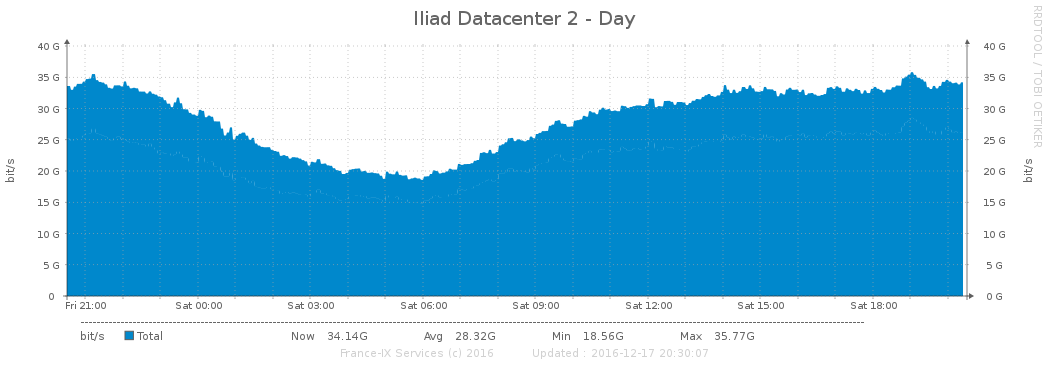 Iliad Datacenter 2 - Day
RRDTOOL / TOBI OETIKER
40 G 40 G
35 G 35 G
30 G 30 G
25 G 25 G
20 G 20 G
15 G 15 G
10 G 10 G
5 G 5 G
0 0 G
bit/s bit/s
Fri 21:00 Sat 00:00 Sat 03:00 Sat 06:00 Sat 09:00 Sat 12:00 Sat 15:00 Sat 18:00
bit/s Total Now 34.14G Avg 28.32G Min 18.56G Max 35.77G
France-IX Services (c) 2016 Updated : 2016-12-17 20:30:07